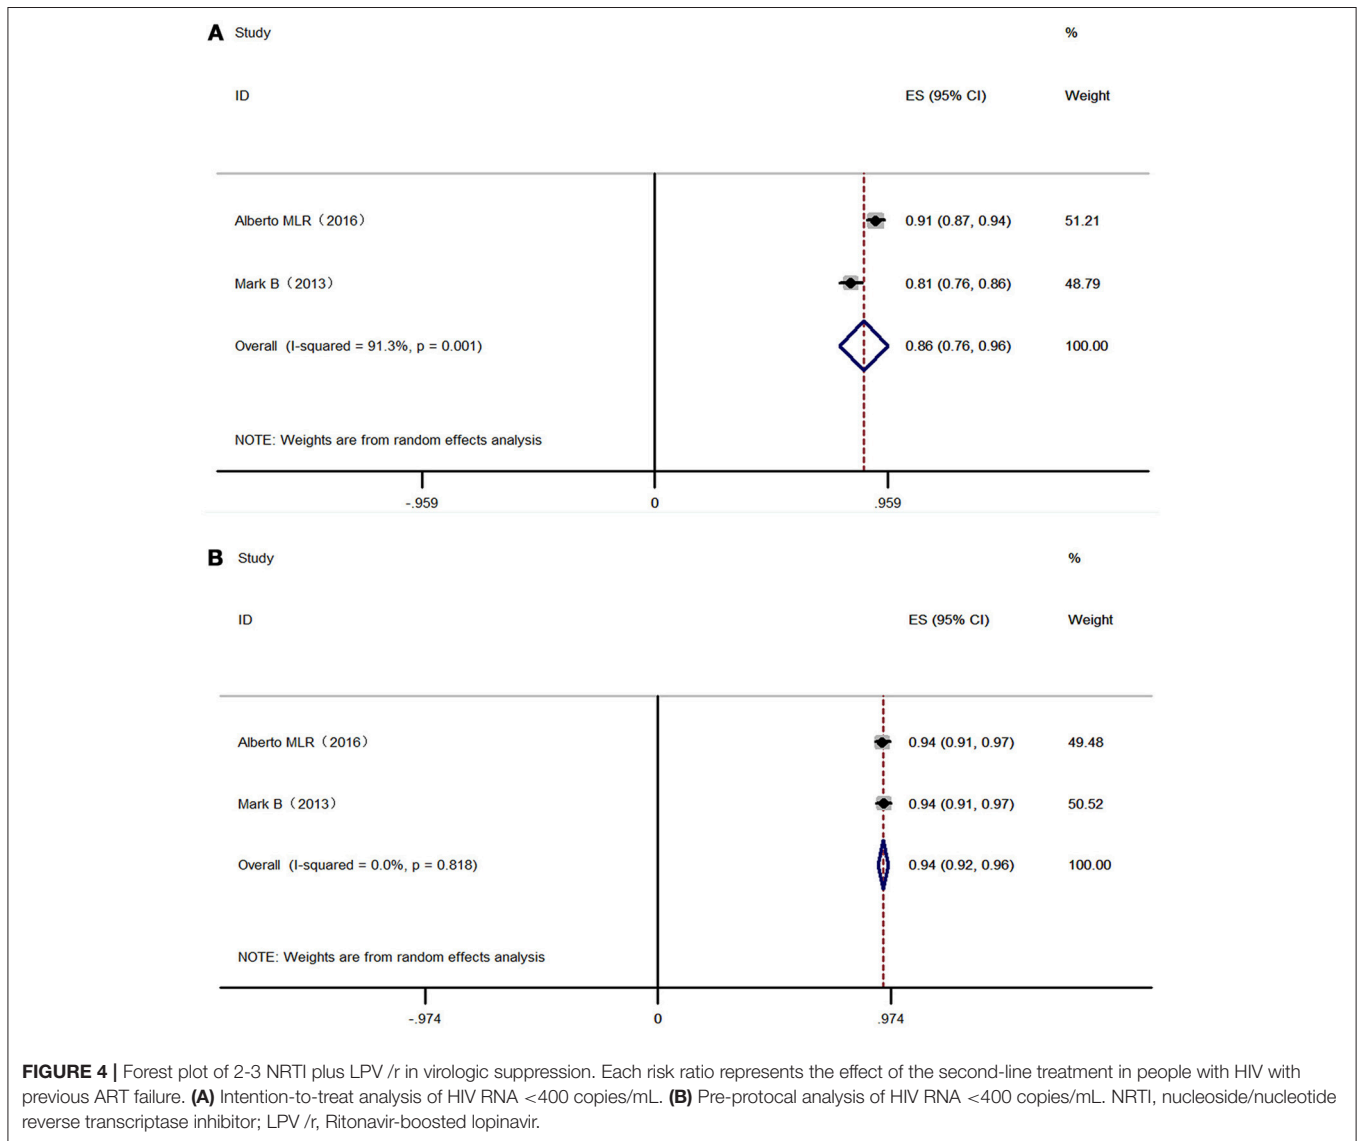 A Study %
ID ES (95% CI) Weight
Alberto MLR（2016） 0.91 (0.87, 0.94) 51.21
Mark B（2013） 0.81 (0.76, 0.86) 48.79
Overall (I-squared = 91.3%, p = 0.001) 0.86 (0.76, 0.96) 100.00
NOTE: Weights are from random effects analysis
-.959 0 .959
B Study %
ID ES (95% CI) Weight
Alberto MLR（2016） 0.94 (0.91, 0.97) 49.48
Mark B（2013） 0.94 (0.91, 0.97) 50.52
Overall (I-squared = 0.0%, p = 0.818) 0.94 (0.92, 0.96) 100.00
NOTE: Weights are from random effects analysis
-.974 0 .974
FIGURE 4 | Forest plot of 2-3 NRTI plus LPV /r in virologic suppression. Each risk ratio represents the effect of the second-line treatment in people with HIV with
previous ART failure. (A) Intention-to-treat analysis of HIV RNA <400 copies/mL. (B) Pre-protocal analysis of HIV RNA <400 copies/mL. NRTI, nucleoside/nucleotide
reverse transcriptase inhibitor; LPV /r, Ritonavir-boosted lopinavir.